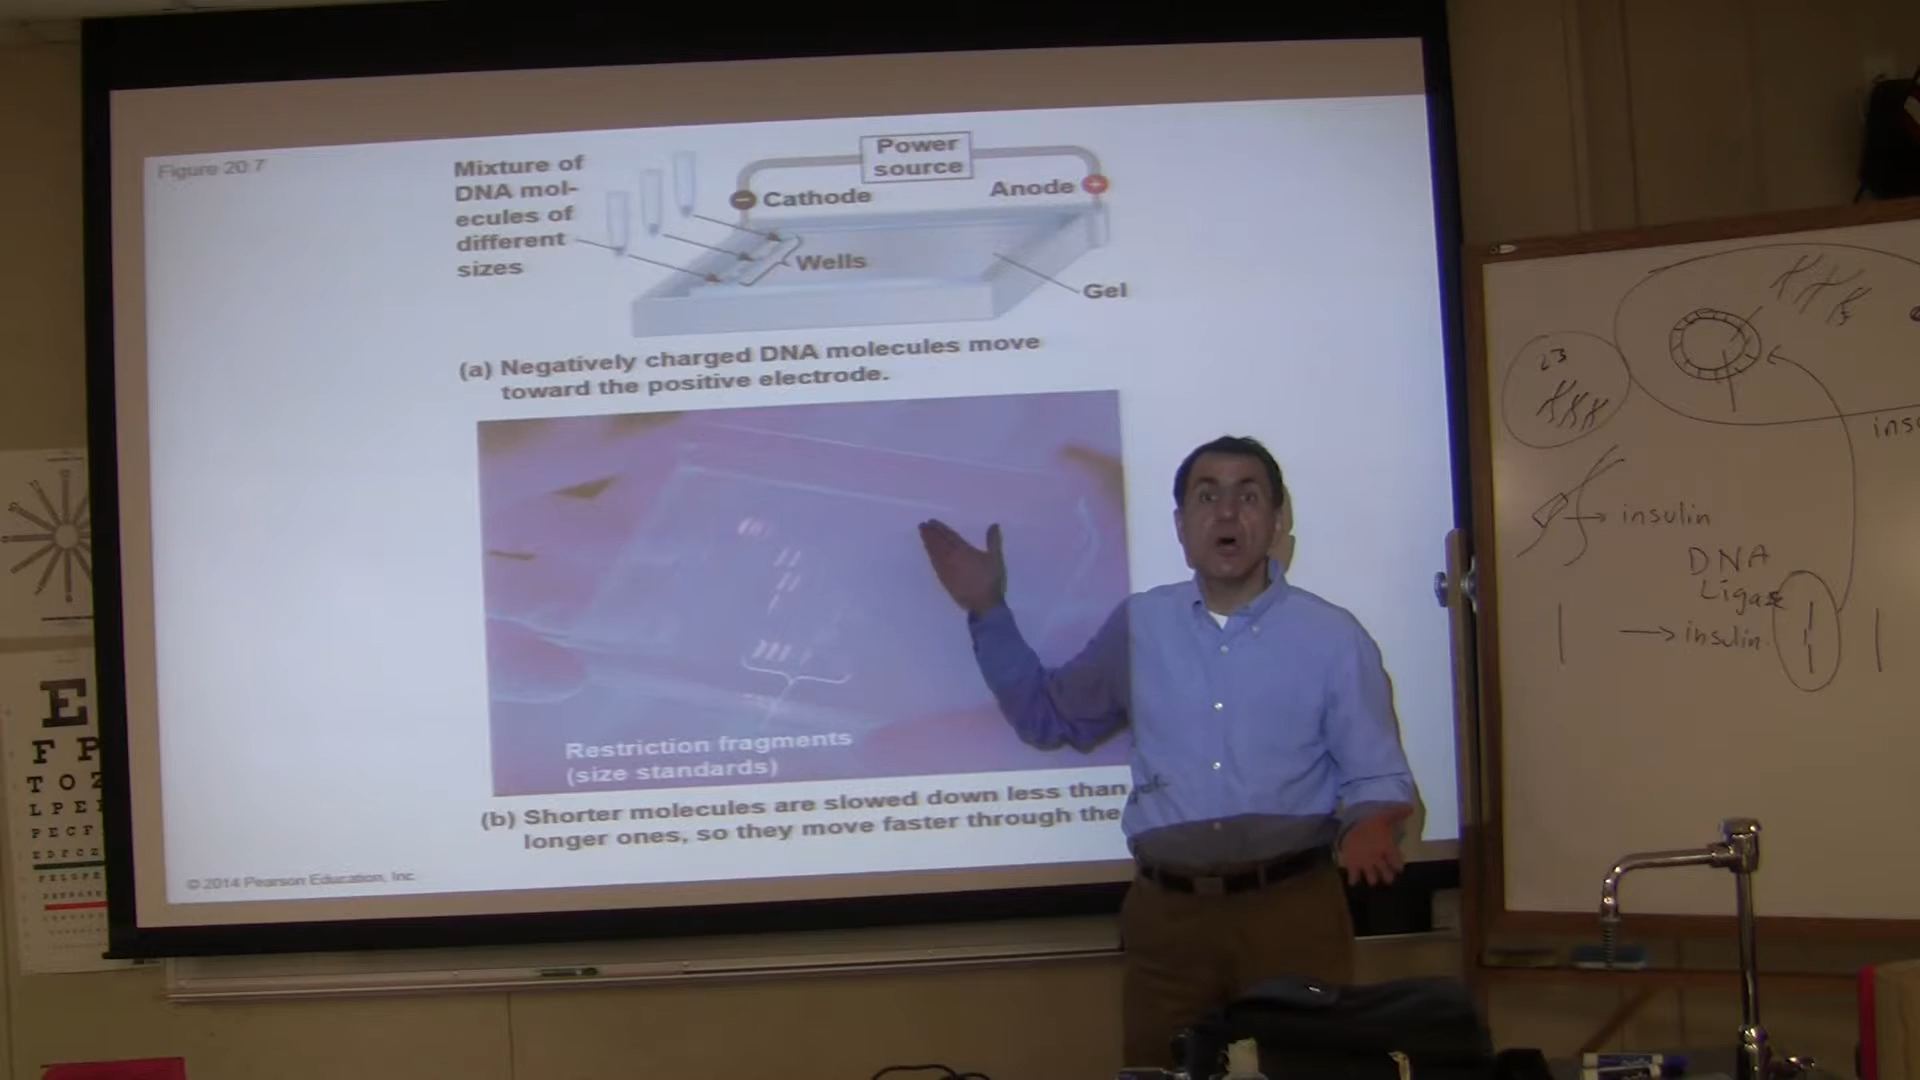 Figure 20.7
Mixture of
DNA mol-
ecules of
different
sizes
Power
source
Cathode
Anode
Wells
Gel
(a) Negatively charged DNA molecules move
toward the positive electrode.
Restriction fragments
(size standards)
(b) Shorter molecules are slowed down less than
longer ones, so they move faster through the
© 2014 Pearson Education, Inc.
E
F P
T O Z
L P E
P E C F
E D F C Z
23
insulin
DNA
Ligase
insulin